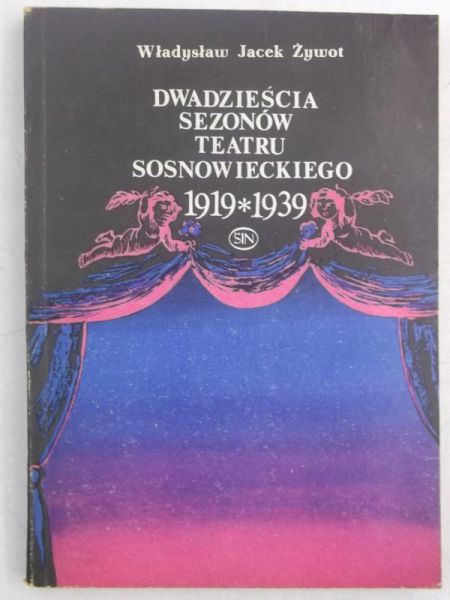 Władysław Jacek Żywot
DWADZIEŚCIA
SEZONÓW
TEATRU
SOSNOWIECKIEGO
1919*1939
SIN